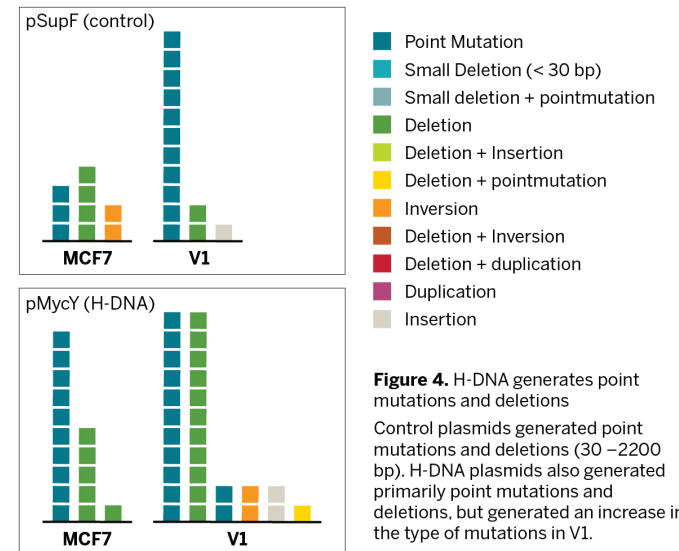 pSupF (control)
MCF7
V1
pMycY (H-DNA)
MCF7
V1
Point Mutation
Small Deletion (< 30 bp)
Small deletion + pointmutation
Deletion
Deletion + Insertion
Deletion + pointmutation
Inversion
Deletion + Inversion
Deletion + duplication
Duplication
Insertion
Figure 4. H-DNA generates point
mutations and deletions
Control plasmids generated point
mutations and deletions (30 –2200
bp). H-DNA plasmids also generated
primarily point mutations and
deletions, but generated an increase in
the type of mutations in V1.